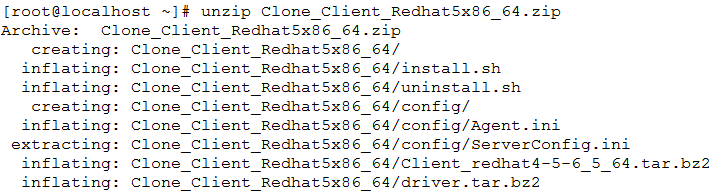 [root@localhost ~]# unzip Clone_Client_Redhat5x86_64.zip
Archive:  Clone_Client_Redhat5x86_64.zip
   creating: Clone_Client_Redhat5x86_64/
  inflating: Clone_Client_Redhat5x86_64/install.sh
  inflating: Clone_Client_Redhat5x86_64/uninstall.sh
   creating: Clone_Client_Redhat5x86_64/config/
  inflating: Clone_Client_Redhat5x86_64/config/Agent.ini
 extracting: Clone_Client_Redhat5x86_64/config/ServerConfig.ini
  inflating: Clone_Client_Redhat5x86_64/Client_redhat4-5-6_5_64.tar.bz2
  inflating: Clone_Client_Redhat5x86_64/driver.tar.bz2